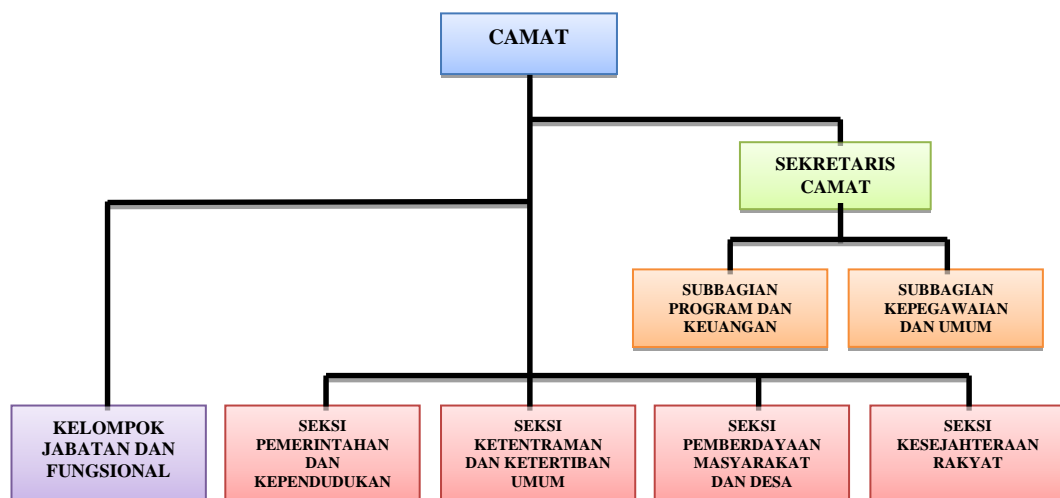 CAMAT
SEKRETARIS
CAMAT
SUBBAGIAN
PROGRAM DAN
KEUANGAN
SUBBAGIAN
KEPEGAWAIAN
DAN UMUM
KELOMPOK
JABATAN DAN
FUNGSIONAL
SEKSI
PEMERINTAHAN
DAN
KEPENDUDUKAN
SEKSI
KETENTRAMAN
DAN KETERTIBAN
UMUM
SEKSI
PEMBERDAYAAN
MASYARAKAT
DAN DESA
SEKSI
KESEJAHTERAAN
RAKYAT